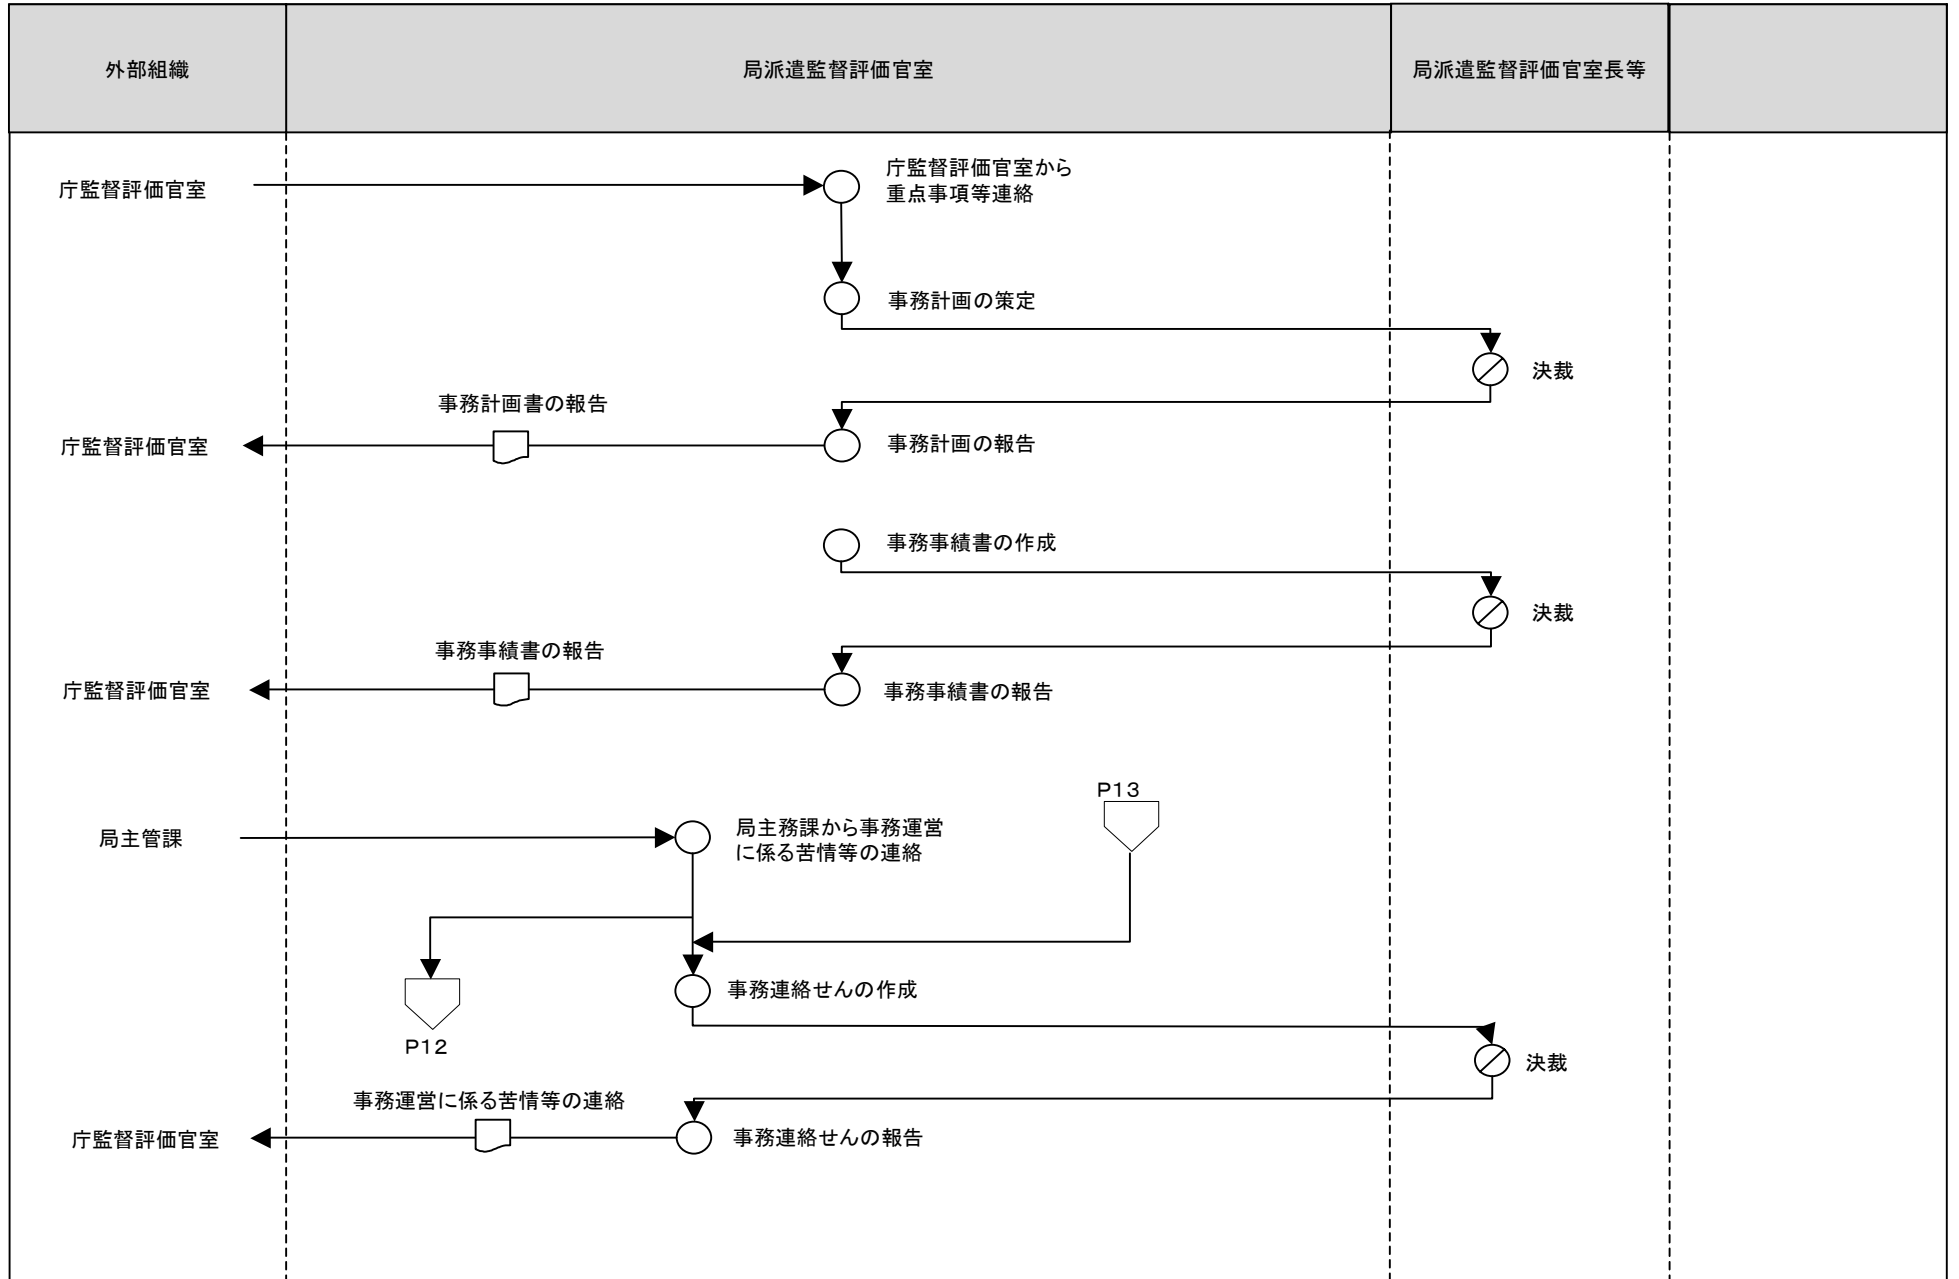 外部組織
局派遣監督評価官室
局派遣監督評価官室長等
庁監督評価官室
庁監督評価官室から
重点事項等連絡
事務計画の策定
決裁
事務計画書の報告
庁監督評価官室
事務計画の報告
事務事績書の作成
決裁
事務事績書の報告
庁監督評価官室
事務事績書の報告
P13
局主管課
局主務課から事務運営
に係る苦情等の連絡
事務連絡せんの作成
P12
決裁
事務運営に係る苦情等の連絡
庁監督評価官室
事務連絡せんの報告